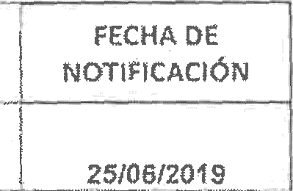 FECHA DE
NOTIFICACIÓN
25/06/2019